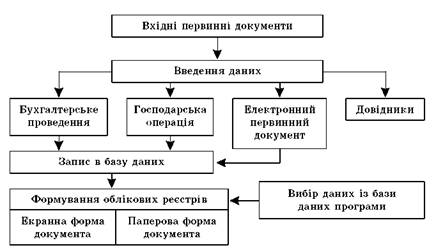 Вхідні первинні документи
Введення даних
Бухгалтерське
проведення
Господарська
операція
Електронний
первинний
документ
Довідники
Запис в базу даних
Формування облікових реєстрів
Екранна форма
документа
Паперова форма
документа
Вибір даних із бази
даних програми